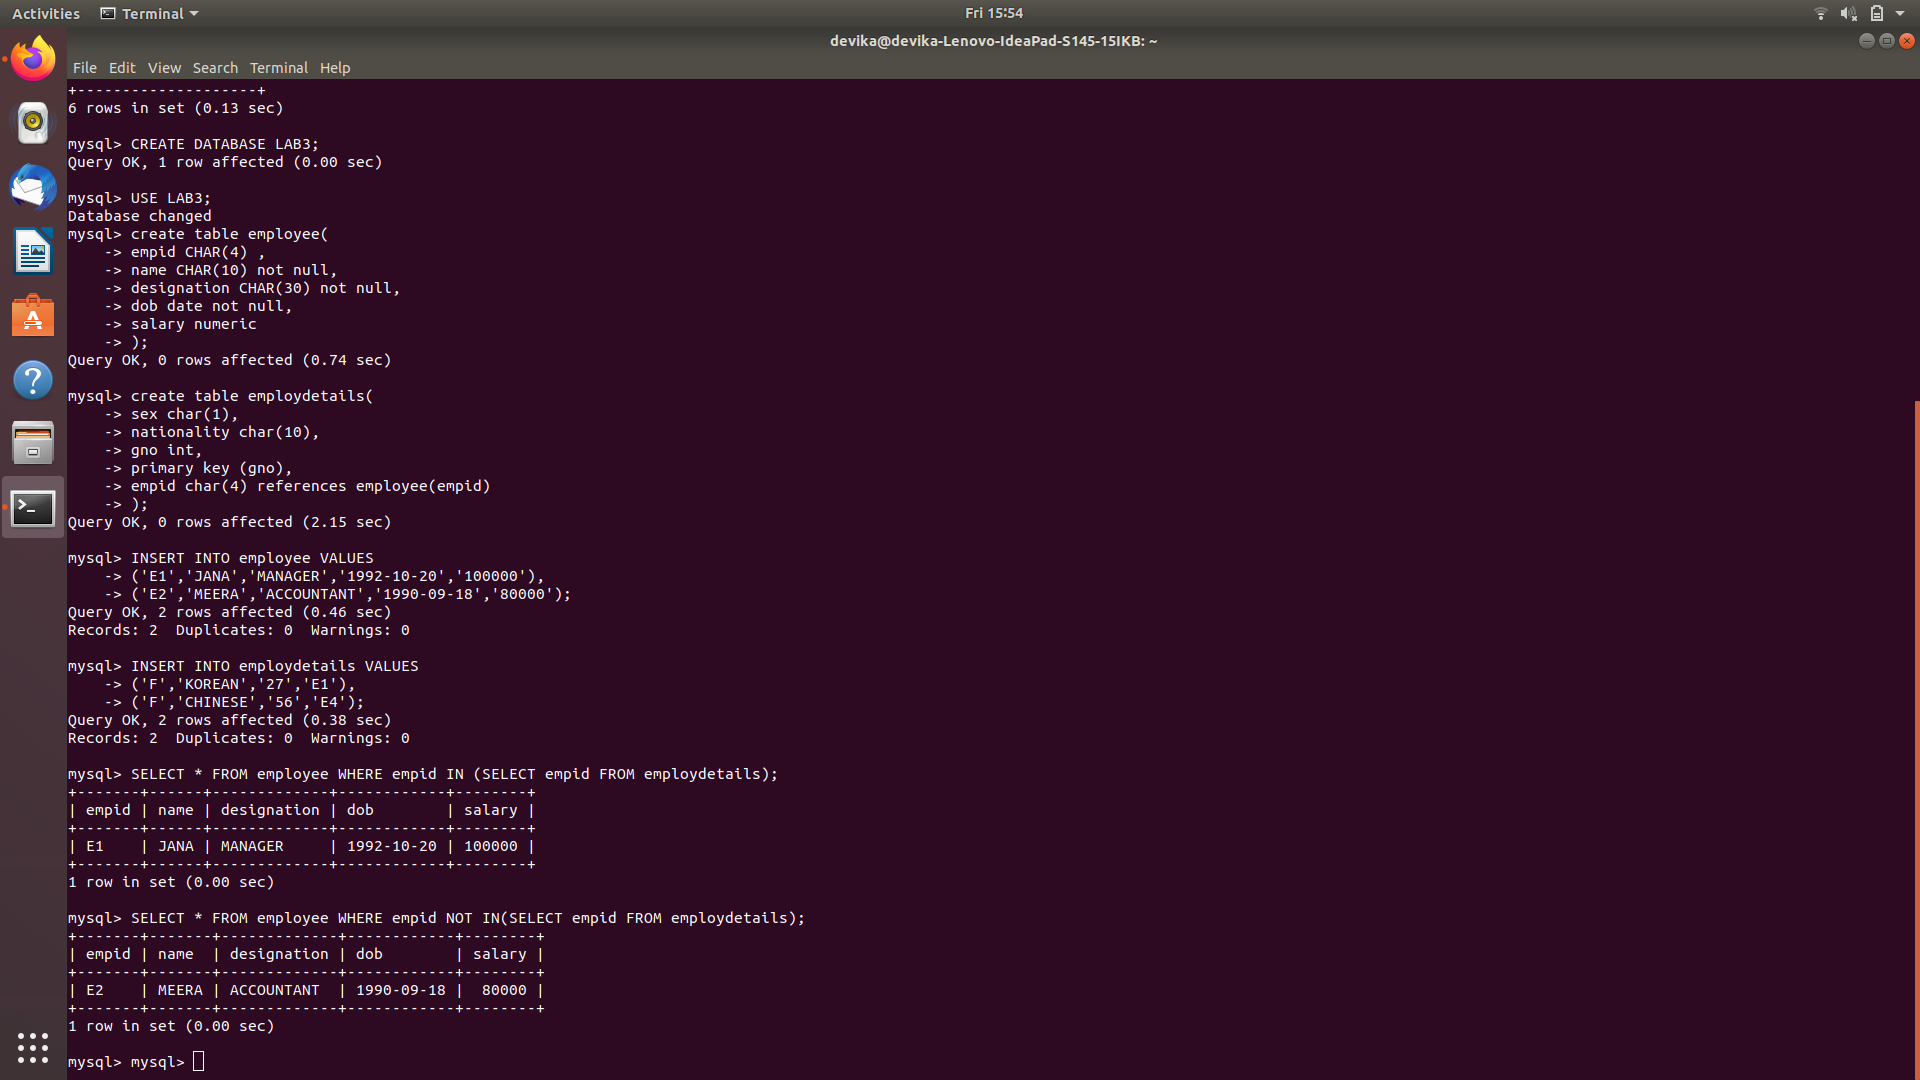 Activities Terminal Fri 15:54
devika@devika-Lenovo-IdeaPad-S145-15IKB: ~
File Edit View Search Terminal Help
+--------------------+
6 rows in set (0.13 sec)

mysql> CREATE DATABASE LAB3;
Query OK, 1 row affected (0.00 sec)

mysql> USE LAB3;
Database changed
mysql> create table employee(
    -> empid CHAR(4) ,
    -> name CHAR(10) not null,
    -> designation CHAR(30) not null,
    -> dob date not null,
    -> salary numeric
    -> );
Query OK, 0 rows affected (0.74 sec)

mysql> create table employdetails(
    -> sex char(1),
    -> nationality char(10),
    -> gno int,
    -> primary key (gno),
    -> empid char(4) references employee(empid)
    -> );
Query OK, 0 rows affected (2.15 sec)

mysql> INSERT INTO employee VALUES
    -> ('E1','JANA','MANAGER','1992-10-20','100000'),
    -> ('E2','MEERA','ACCOUNTANT','1990-09-18','80000');
Query OK, 2 rows affected (0.46 sec)
Records: 2  Duplicates: 0  Warnings: 0

mysql> INSERT INTO employdetails VALUES
    -> ('F','KOREAN','27','E1'),
    -> ('F','CHINESE','56','E4');
Query OK, 2 rows affected (0.38 sec)
Records: 2  Duplicates: 0  Warnings: 0

mysql> SELECT * FROM employee WHERE empid IN (SELECT empid FROM employdetails);
+-------+------+-------------+------------+--------+
| empid | name | designation | dob        | salary |
+-------+------+-------------+------------+--------+
| E1    | JANA | MANAGER     | 1992-10-20 | 100000 |
+-------+------+-------------+------------+--------+
1 row in set (0.00 sec)

mysql> SELECT * FROM employee WHERE empid NOT IN(SELECT empid FROM employdetails);
+-------+-------+-------------+------------+--------+
| empid | name  | designation | dob        | salary |
+-------+-------+-------------+------------+--------+
| E2    | MEERA | ACCOUNTANT  | 1990-09-18 |  80000 |
+-------+-------+-------------+------------+--------+
1 row in set (0.00 sec)

mysql> mysql>